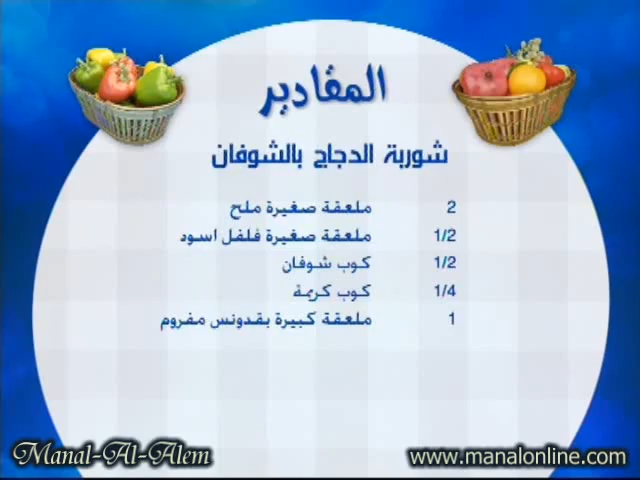 المقادير
شوربة الدجاج بالشوفان
2 ملعقة صغيرة ملح
1/2 ملعقة صغيرة فلفل اسود
1/2 كوب شوفان
1/4 كوب كريمة
1 ملعقة كبيرة بقدونس مفروم
Manal-Al-Alem
www.manalonline.com